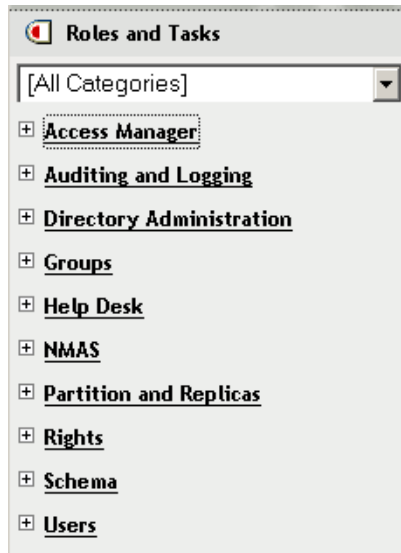 Roles and Tasks
[All Categories]
Access Manager
Auditing and Logging
Directory Administration
Groups
Help Desk
NMAS
Partition and Replicas
Rights
Schema
Users